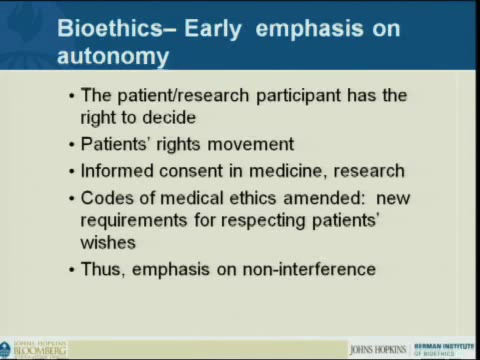 Bioethics– Early emphasis on
autonomy
• The patient/research participant has the
right to decide
• Patients' rights movement
• Informed consent in medicine, research
• Codes of medical ethics amended: new
requirements for respecting patients'
wishes
• Thus, emphasis on non-interference
JOHNS HOPKINS
BLOOMBERG
JOHNS HOPKINS
BERMAN INSTITUTE
OF BIOETHICS